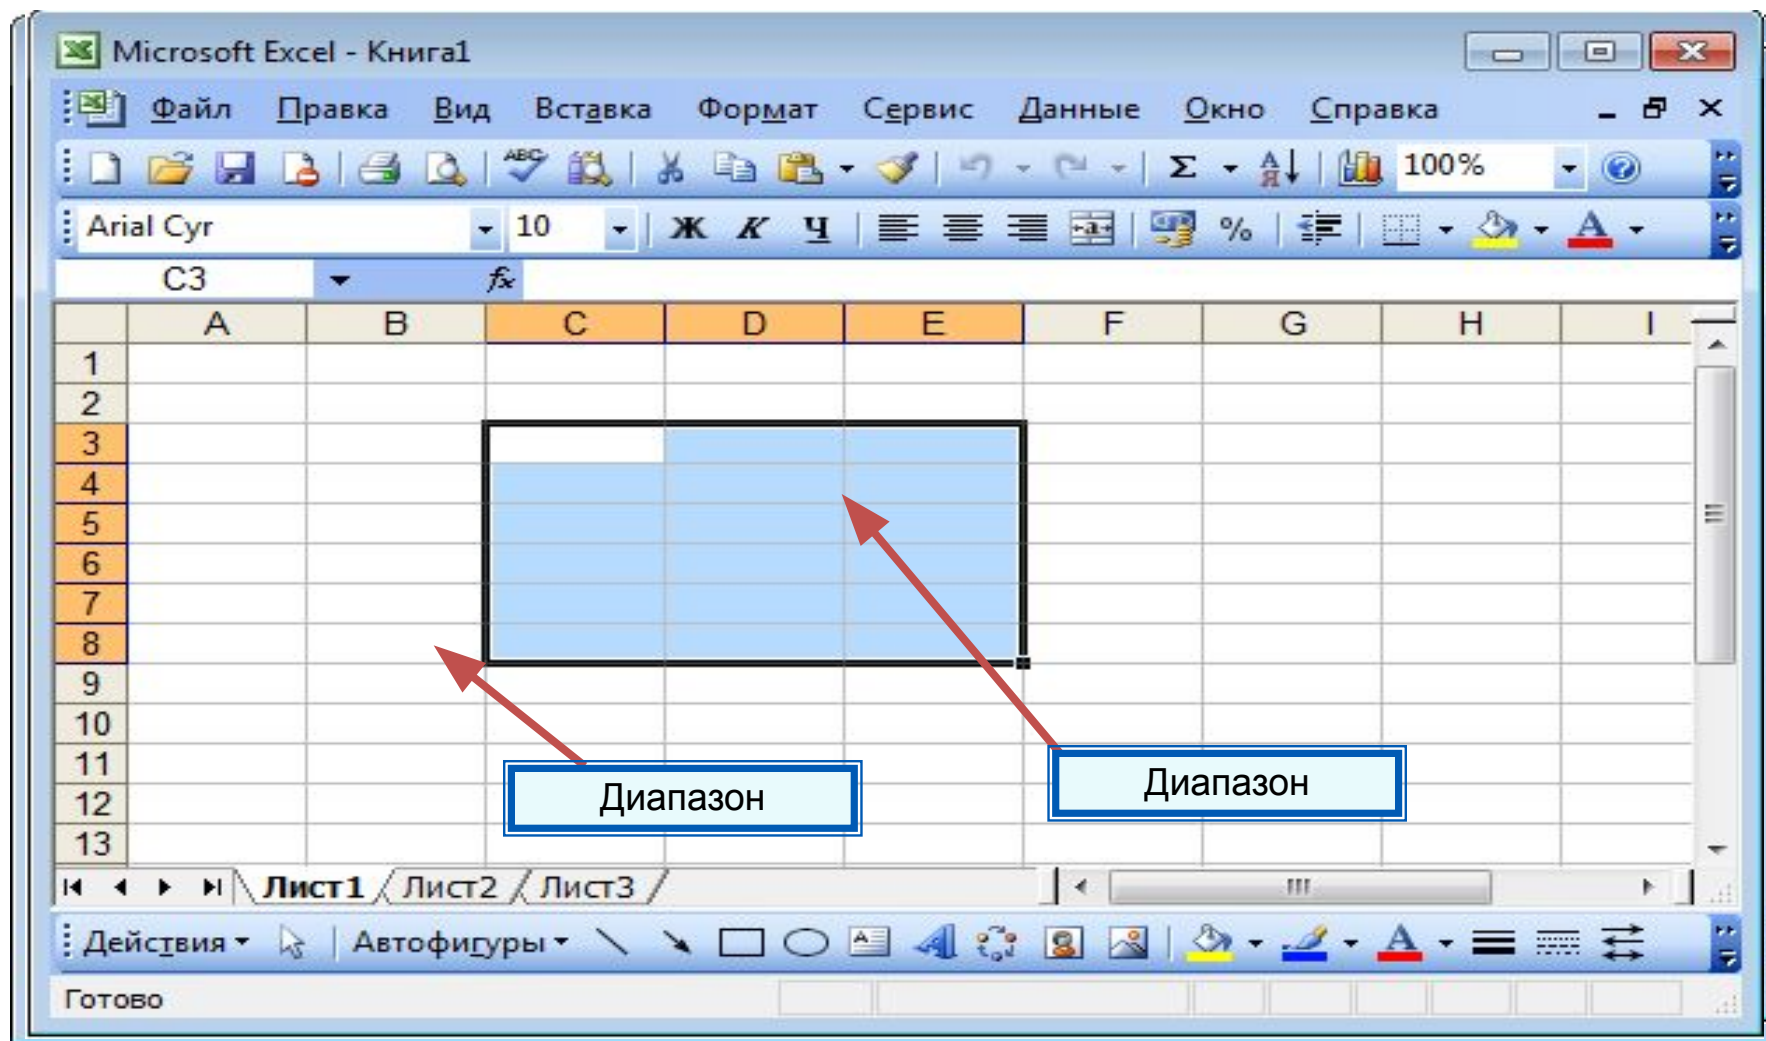 Microsoft Excel - Книга1
Файл Правка Вид Вставка Формат Сервис Данные Окно Справка
ABC Σ А Я 100% ?
Arial Cyr 10 Ж К Ч a % A
C3 fx
A B C D E F G H I
1
2
3
4
5
6
7
8
9
10
11
12
13
Диапазон
Диапазон
Лист1 Лист2 Лист3
Действия Автофигуры A A A
Готово